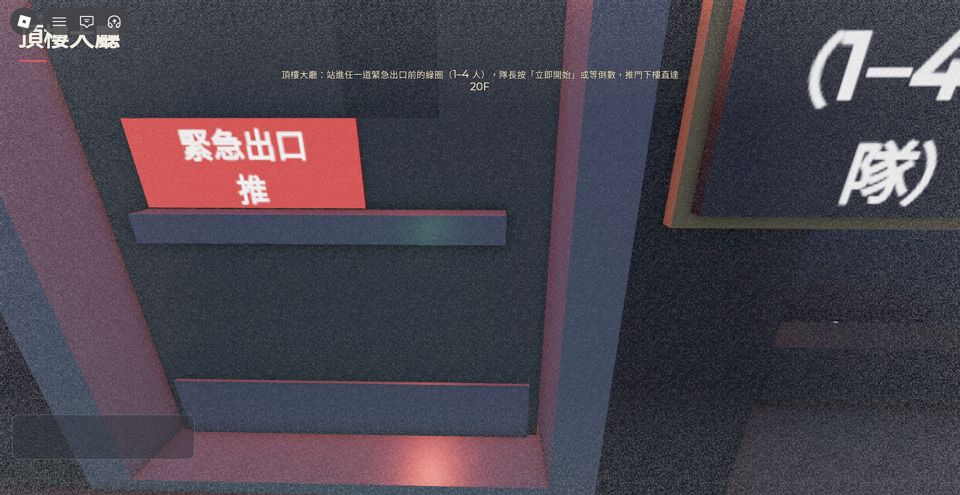 頂樓大廳
頂樓大廳：站進任一道緊急出口前的綠圈（1–4 人），隊長按「立即開始」或等倒數，推門下樓直達
20F
緊急出口
推
（1–4
隊）